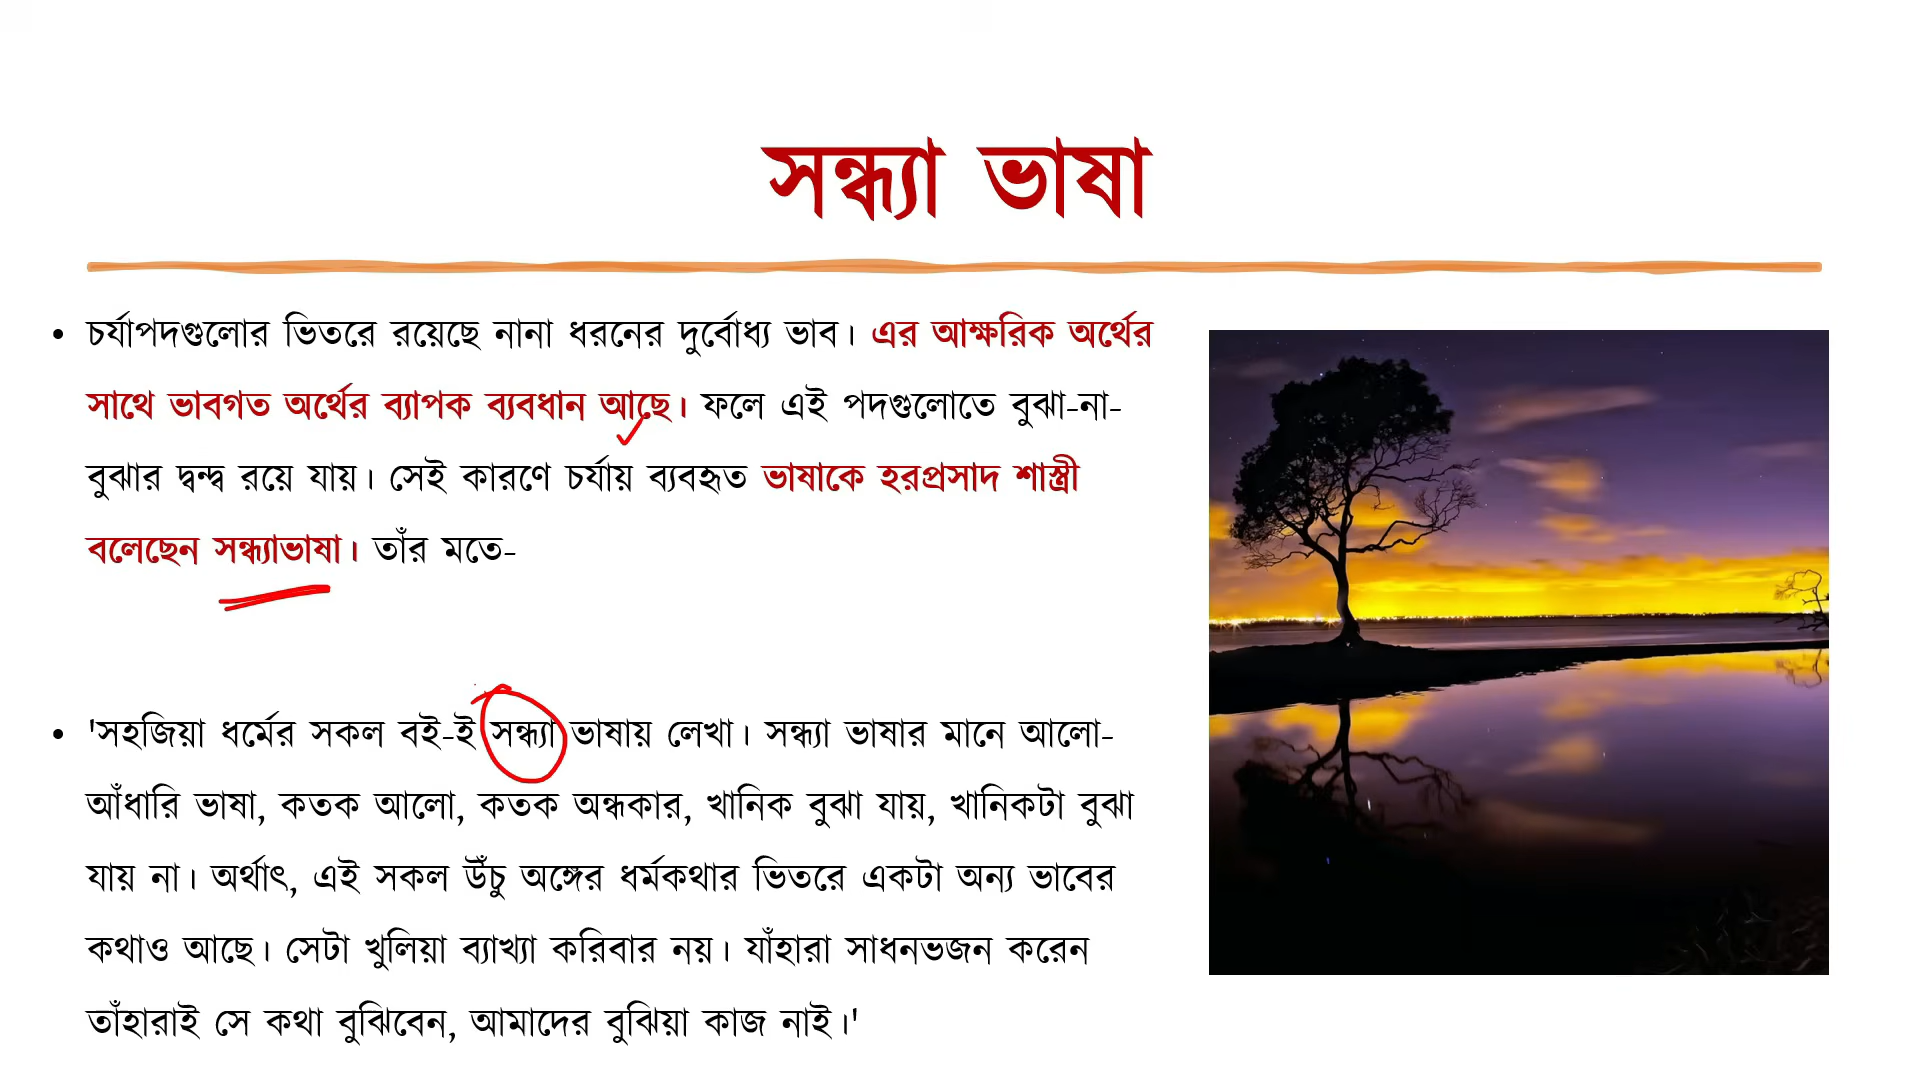 সন্ধ্যা ভাষা
• চর্যাপদগুলোর ভিতরে রয়েছে নানা ধরনের দুর্বোধ্য ভাব। এর আক্ষরিক অর্থের
সাথে ভাবগত অর্থের ব্যাপক ব্যবধান আছে। ফলে এই পদগুলোতে বুঝা-না-
বুঝার দ্বন্দ্ব রয়ে যায়। সেই কারণে চর্যায় ব্যবহৃত ভাষাকে হরপ্রসাদ শাস্ত্রী
বলেছেন সন্ধ্যাভাষা। তাঁর মতে-
• 'সহজিয়া ধর্মের সকল বই-ই সন্ধ্যা ভাষায় লেখা। সন্ধ্যা ভাষার মানে আলো-
আঁধারি ভাষা, কতক আলো, কতক অন্ধকার, খানিক বুঝা যায়, খানিকটা বুঝা
যায় না। অর্থাৎ, এই সকল উঁচু অঙ্গের ধর্মকথার ভিতরে একটা অন্য ভাবের
কথাও আছে। সেটা খুলিয়া ব্যাখ্যা করিবার নয়। যাঁহারা সাধনভজন করেন
তাঁহারাই সে কথা বুঝিবেন, আমাদের বুঝিয়া কাজ নাই।'